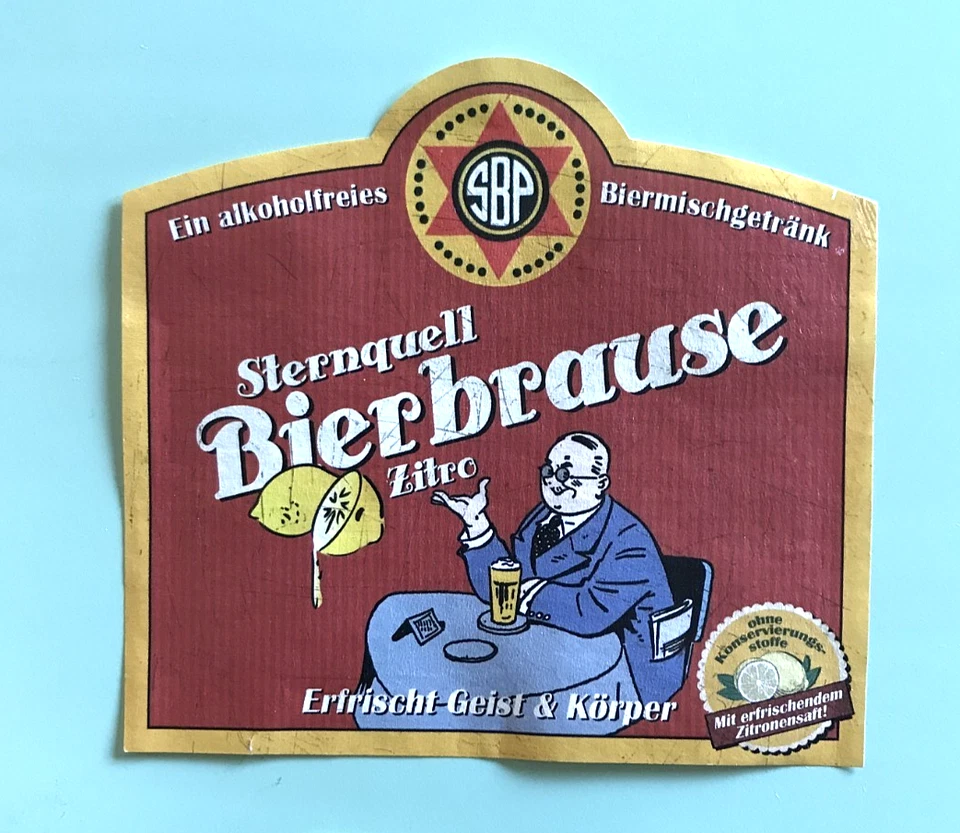 Ein alkoholfreies
SBP
Biermischgetränk
Sternquell
Bierbrause
Zitro
Erfrischt Geist & Körper
ohne
Konservierungs-
stoffe
Mit erfrischendem
Zitronensaft!